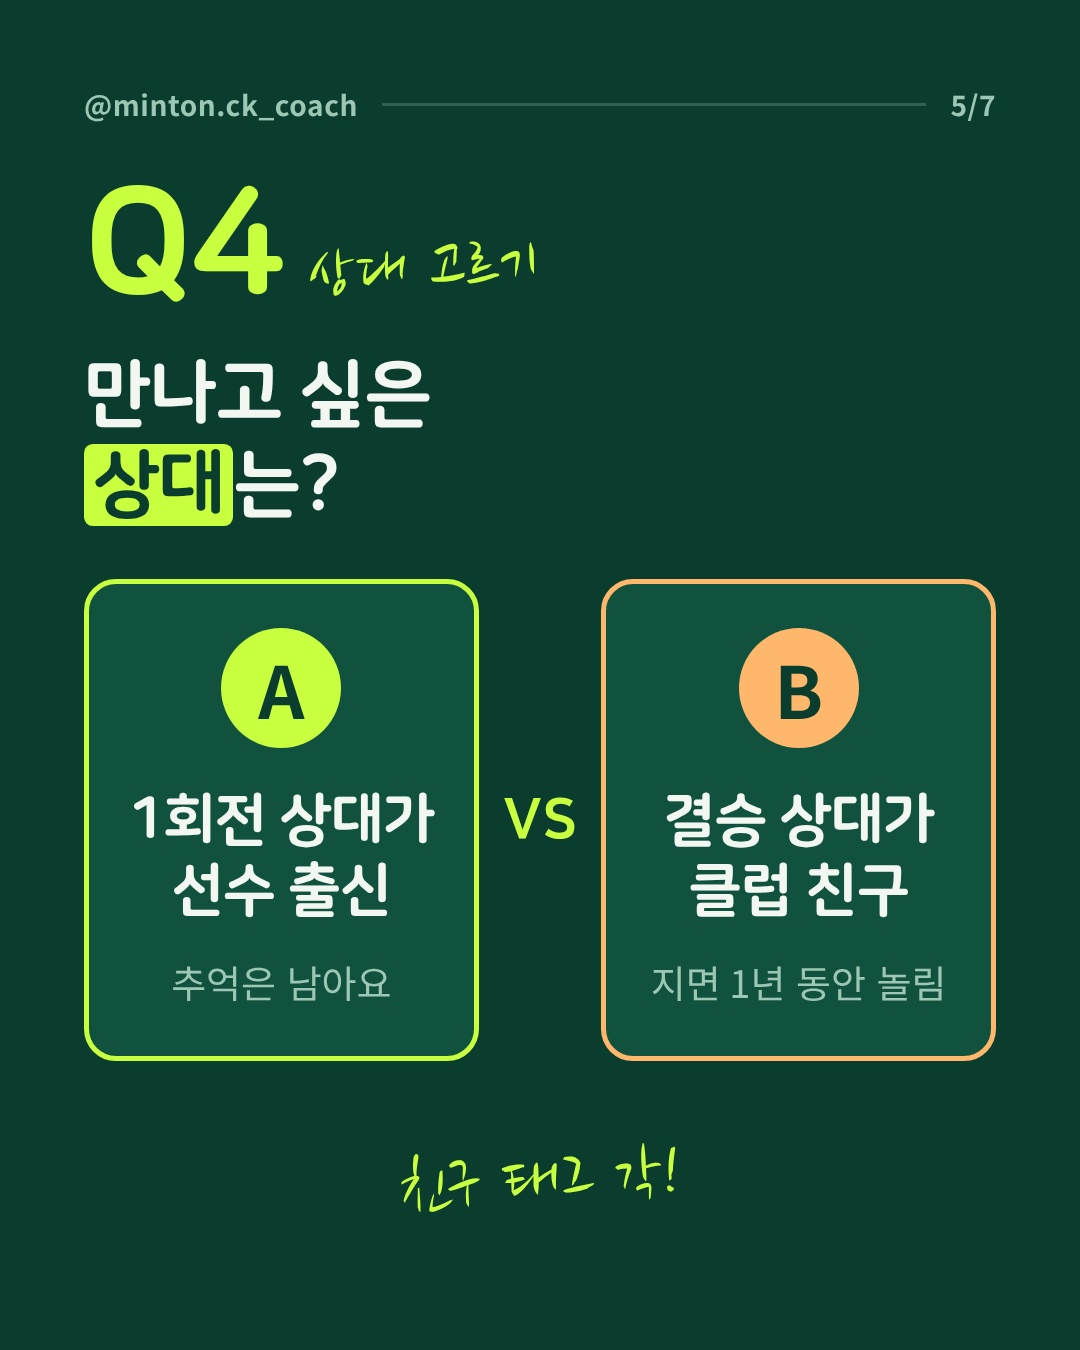 @minton.ck_coach 5/7
Q4 상대 고르기
만나고 싶은
상대는?
A
1회전 상대가
선수 출신
추억은 남아요
VS
B
결승 상대가
클럽 친구
지면 1년 동안 놀림
친구 태그 각!